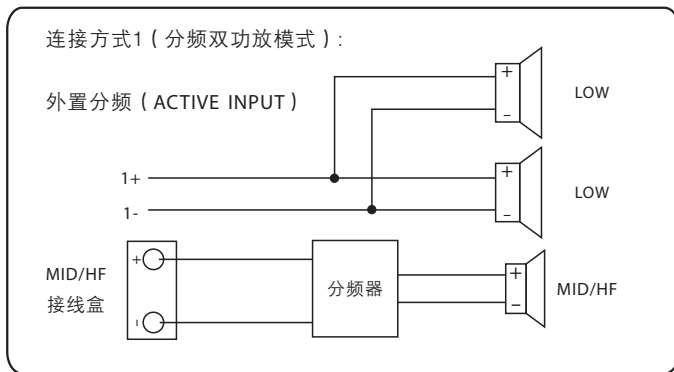 连接方式1（分频双功放模式）:
外置分频（ACTIVE INPUT）
+
−
LOW
1+
1-
+
−
LOW
MID/HF
接线盒
+
−
分频器
+
−
MID/HF